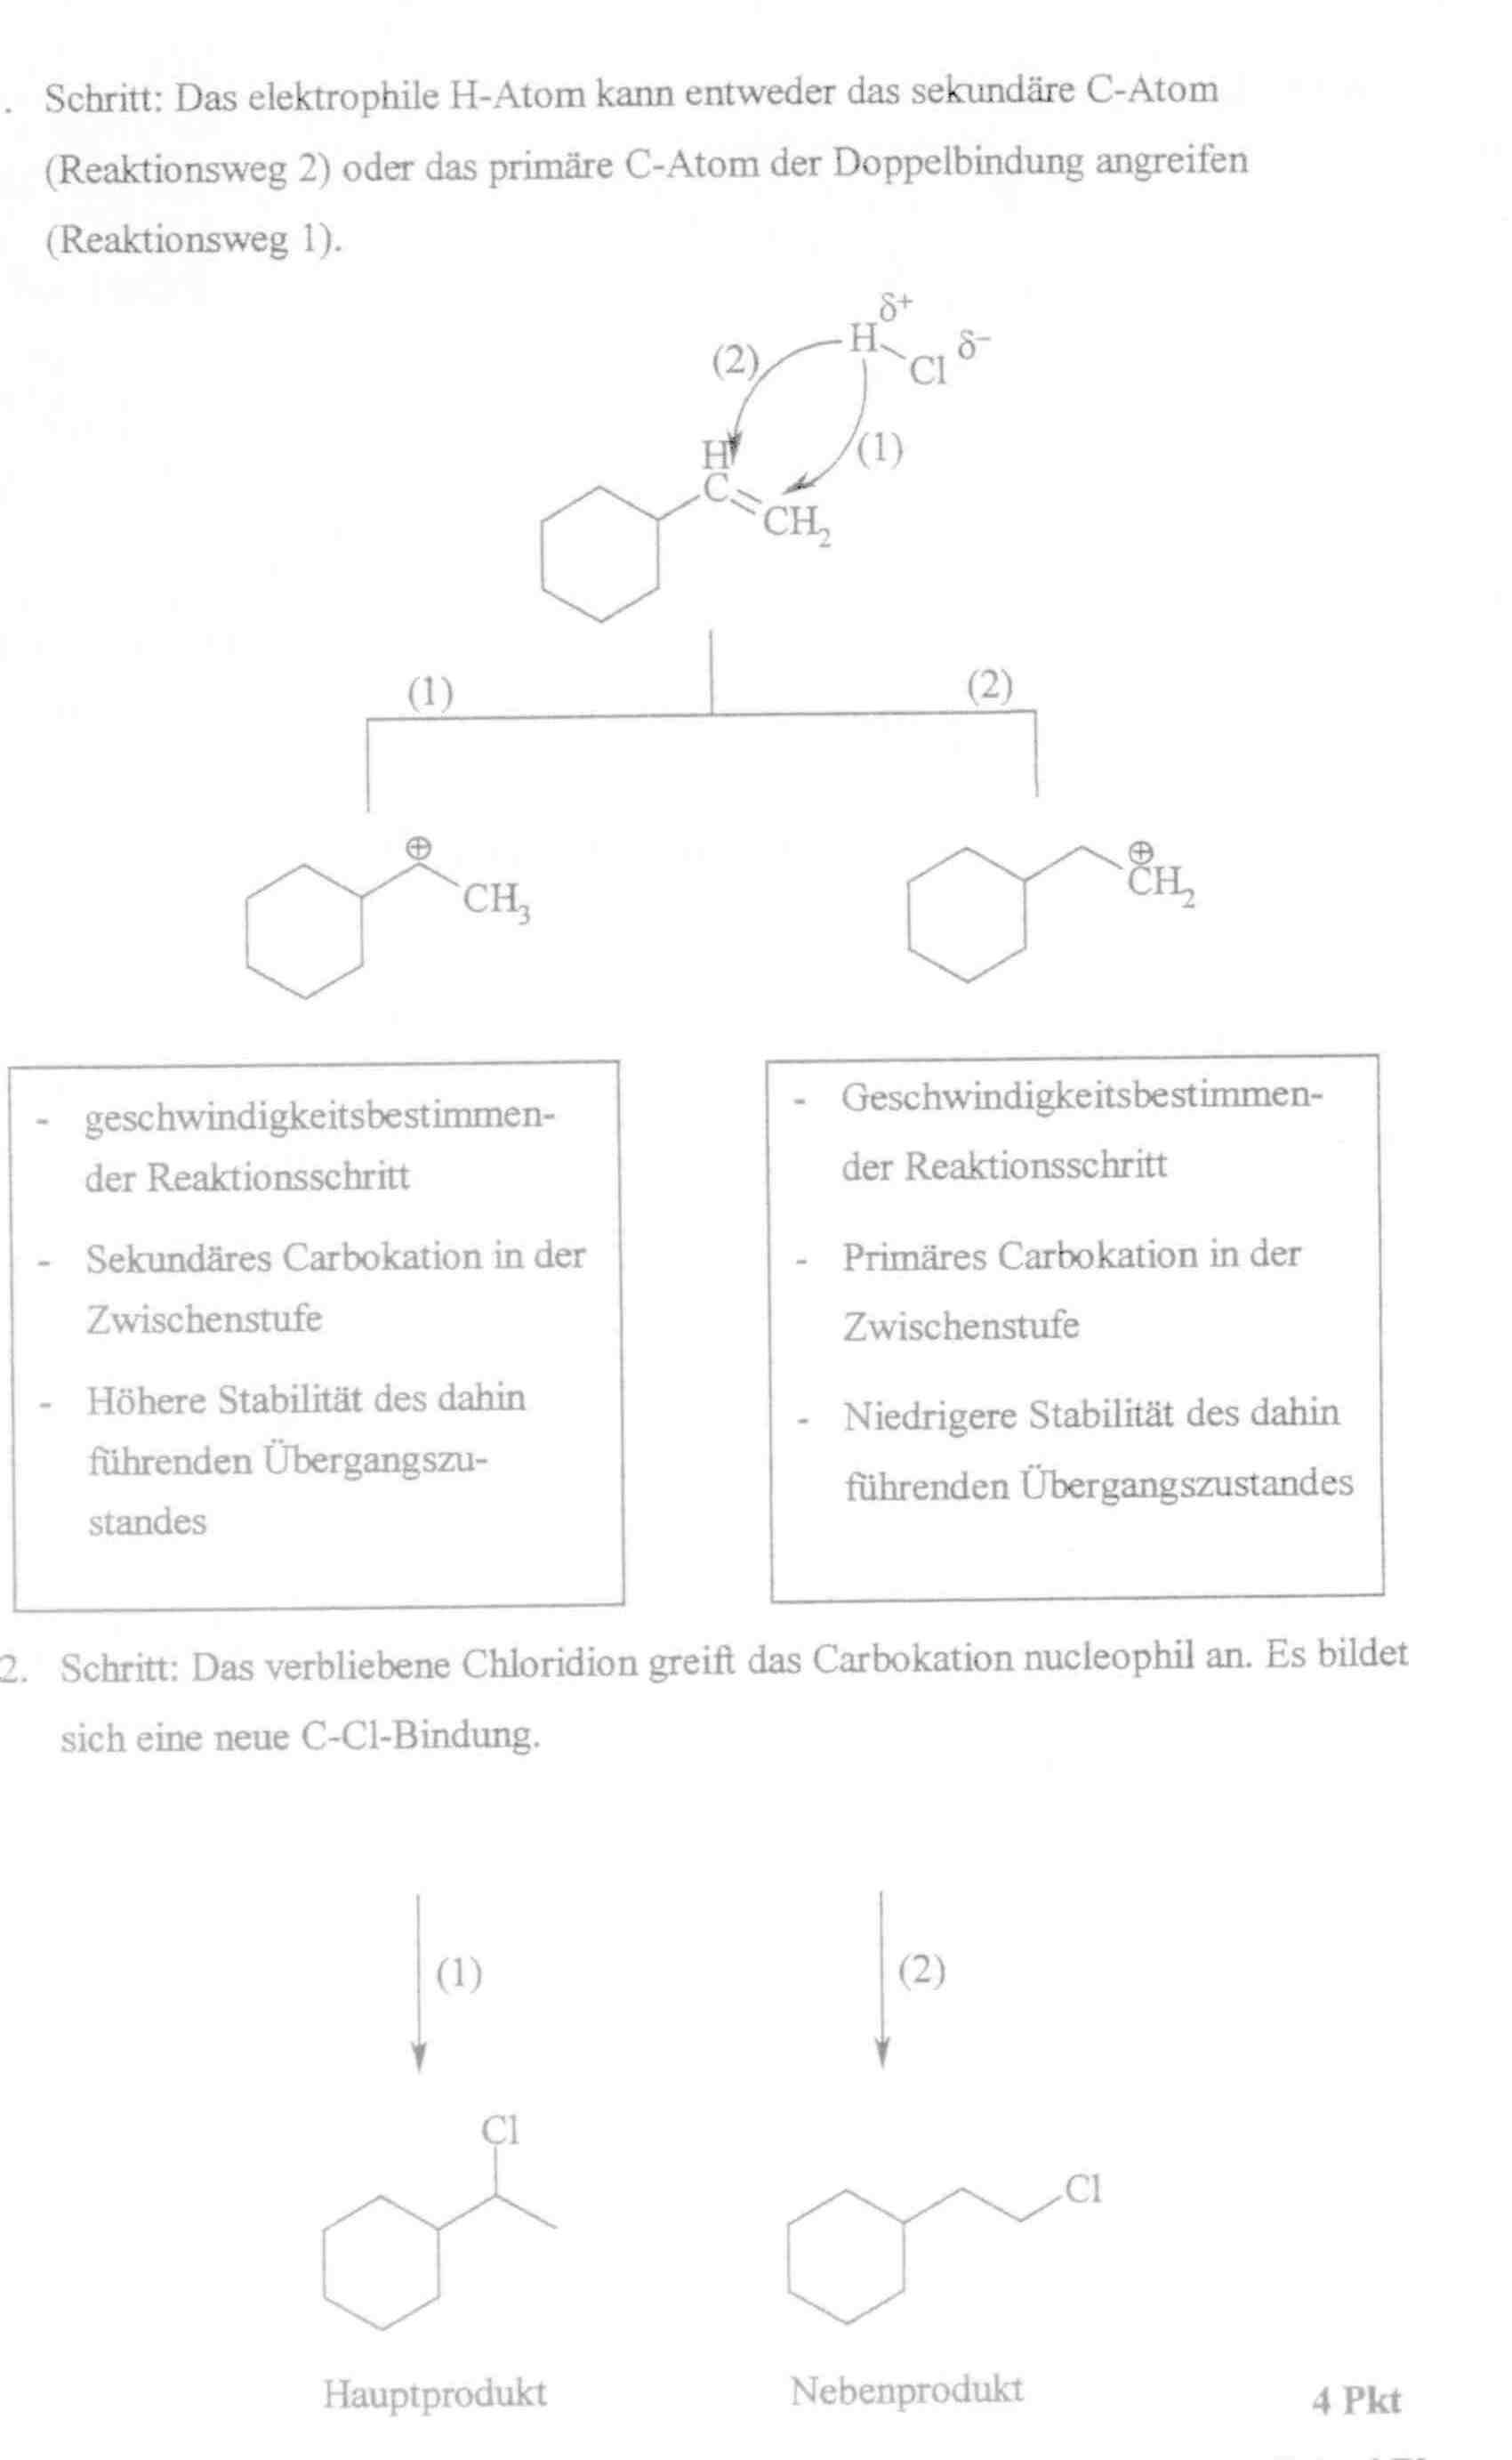 . Schritt: Das elektrophile H-Atom kann entweder das sekundäre C-Atom
(Reaktionsweg 2) oder das primäre C-Atom der Doppelbindung angreifen
(Reaktionsweg 1).
δ+
H
Cl δ−
(2)
(1)
H
C
CH2
(1)
(2)
⊕
CH3
⊕
CH2
- geschwindigkeitsbestimmen-
der Reaktionsschritt
- Sekundäres Carbokation in der
Zwischenstufe
- Höhere Stabilität des dahin
führenden Übergangszu-
standes
- Geschwindigkeitsbestimmen-
der Reaktionsschritt
- Primäres Carbokation in der
Zwischenstufe
- Niedrigere Stabilität des dahin
führenden Übergangszustandes
2. Schritt: Das verbliebene Chloridion greift das Carbokation nucleophil an. Es bildet
sich eine neue C-Cl-Bindung.
(1)
(2)
Cl
Cl
Hauptprodukt
Nebenprodukt
4 Pkt